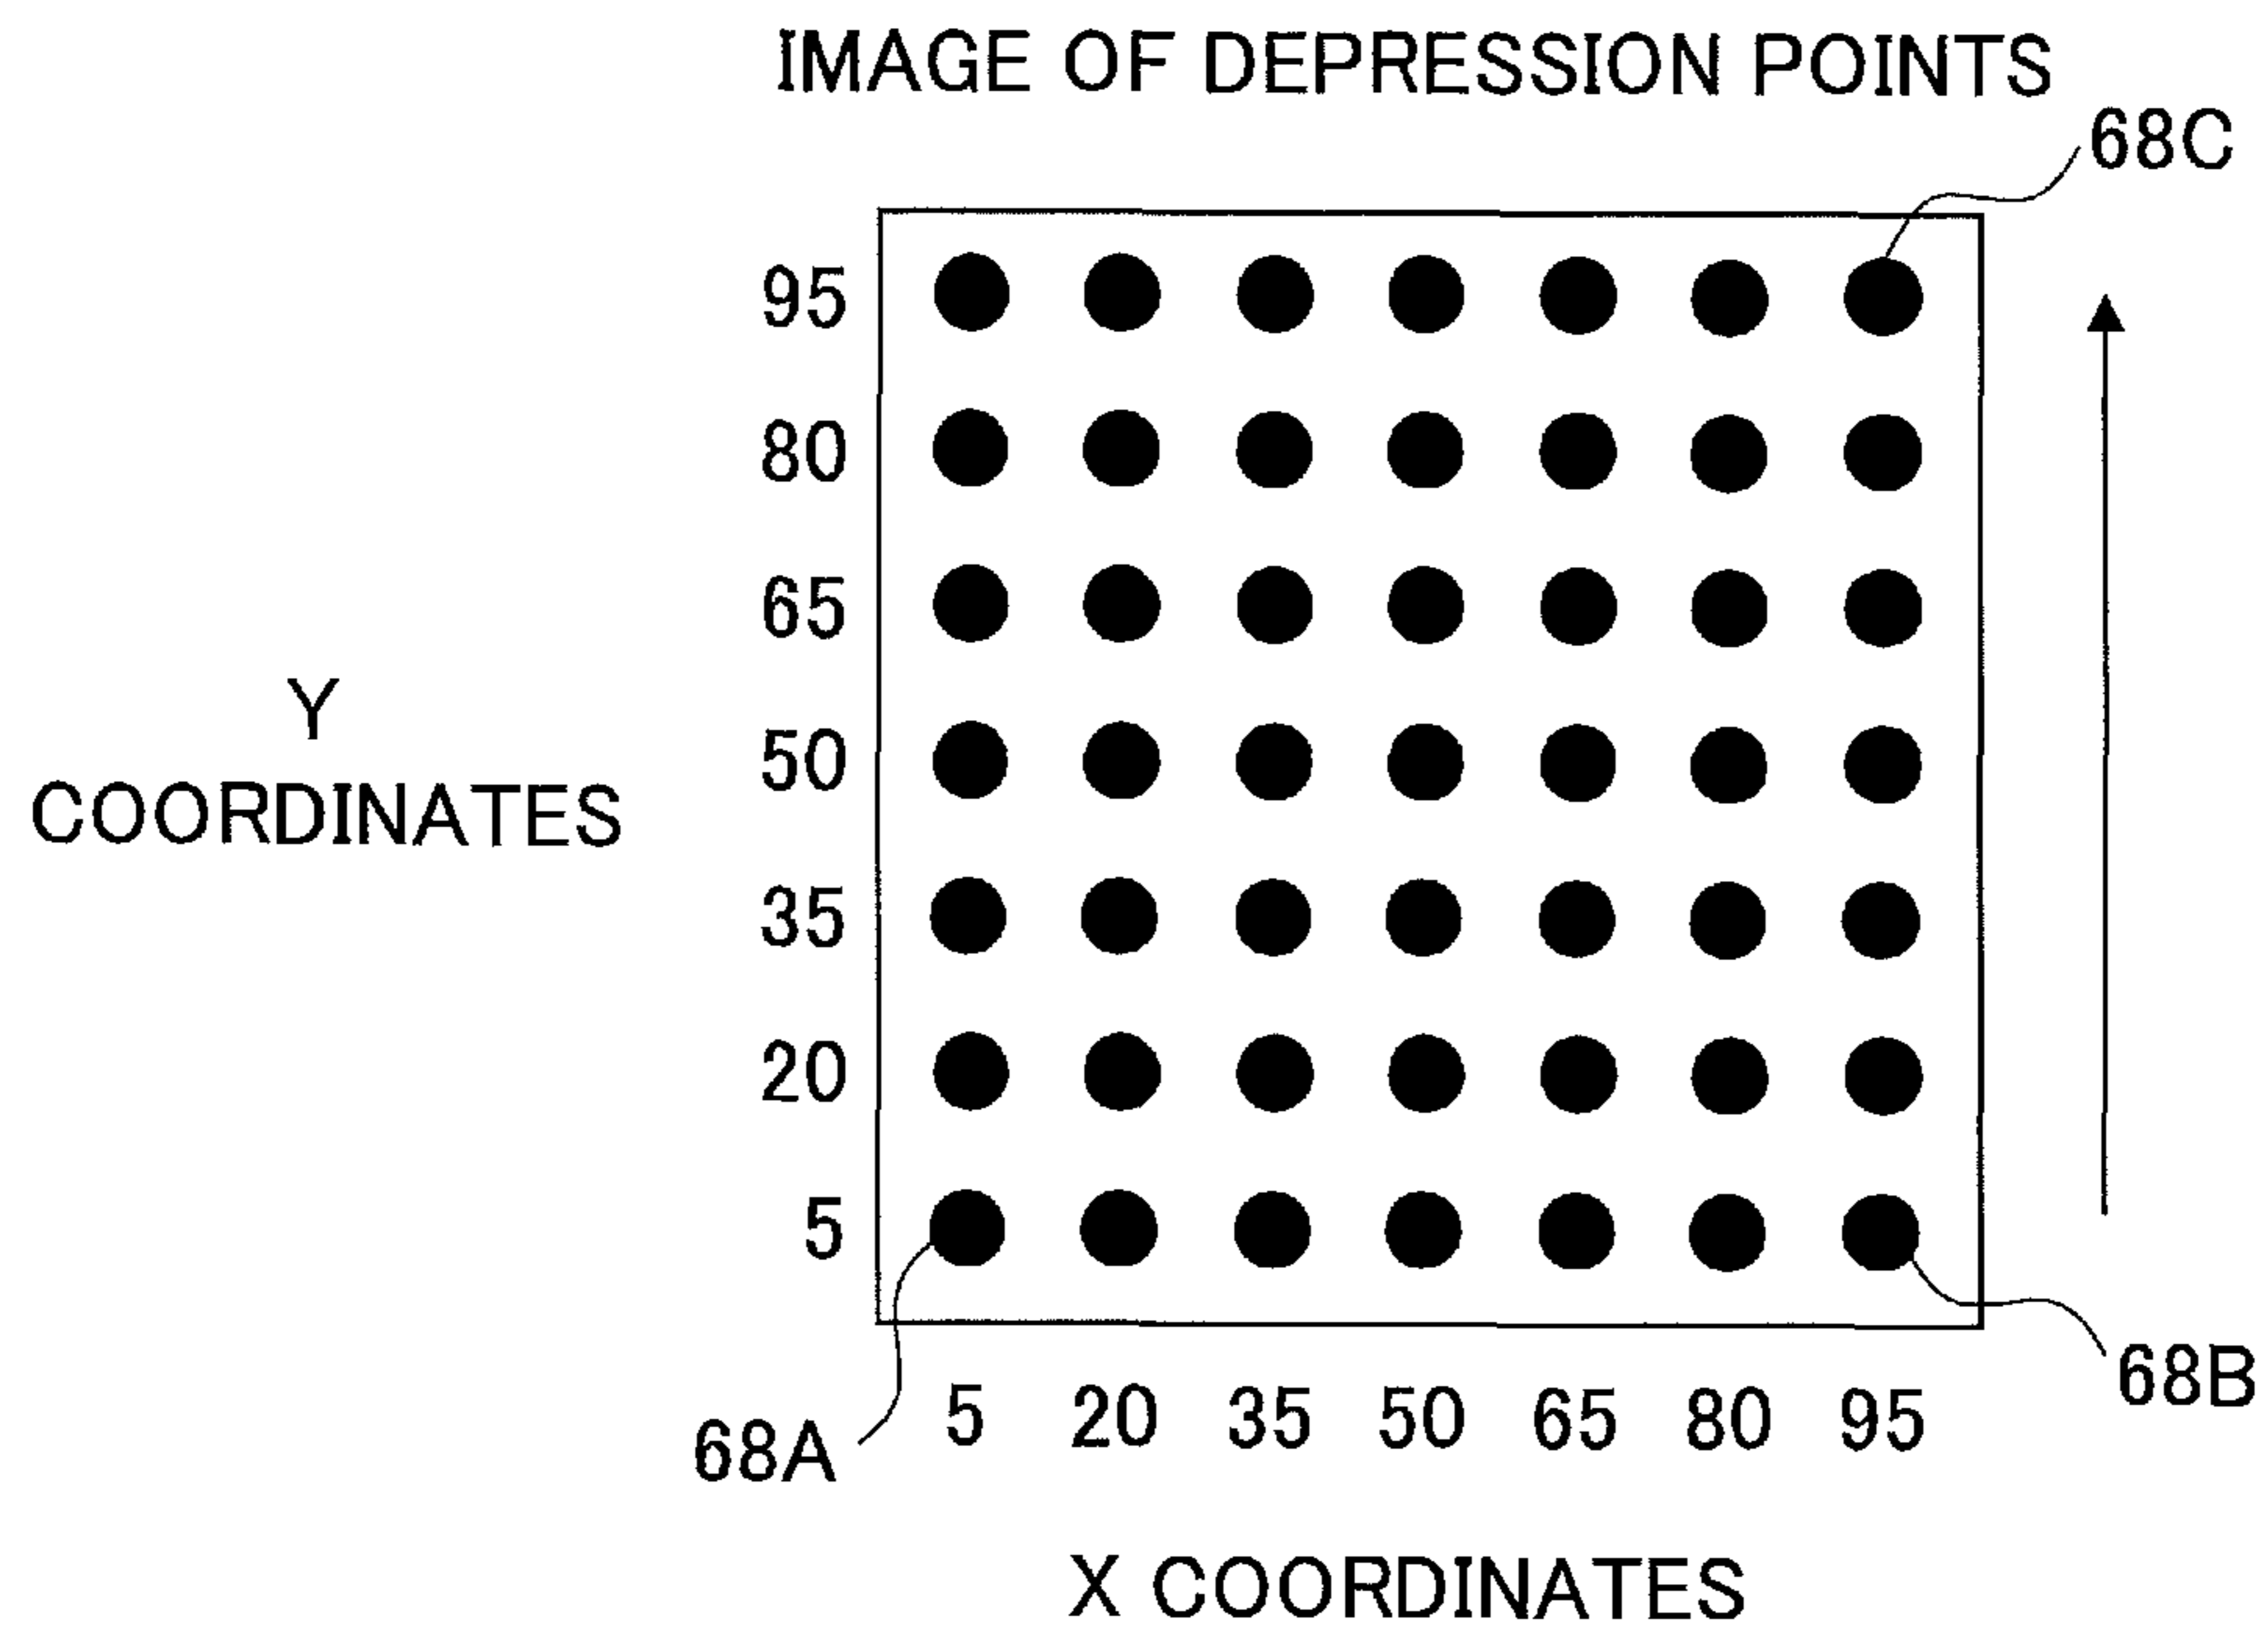 IMAGE OF DEPRESSION POINTS
68C
95
80
65
Y
COORDINATES
50
35
20
5
68A
68B
5 20 35 50 65 80 95
X COORDINATES